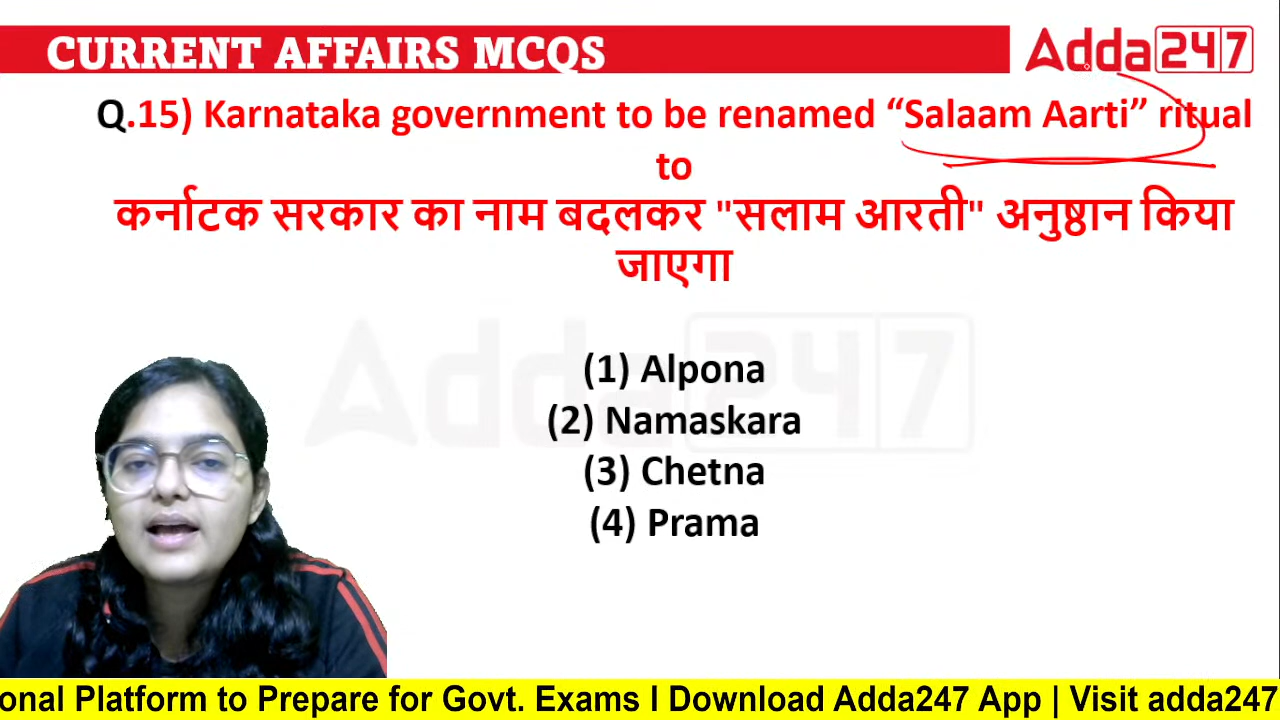 CURRENT AFFAIRS MCQS
Adda247
Q.15) Karnataka government to be renamed “Salaam Aarti” ritual
to
कर्नाटक सरकार का नाम बदलकर "सलाम आरती" अनुष्ठान किया
जाएगा
Adda247
(1) Alpona
(2) Namaskara
(3) Chetna
(4) Prama
onal Platform to Prepare for Govt. Exams I Download Adda247 App | Visit adda247